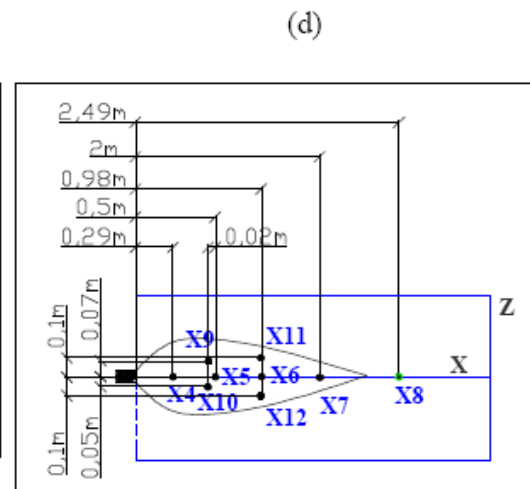 (d)
2,49m
2m
0,98m
0,5m
0,29m 0,02m
0,1m 0,07m
Z
X9 X11
X
X4 X5 X6 X7 X8
X10 X12
0,1m 0,05m